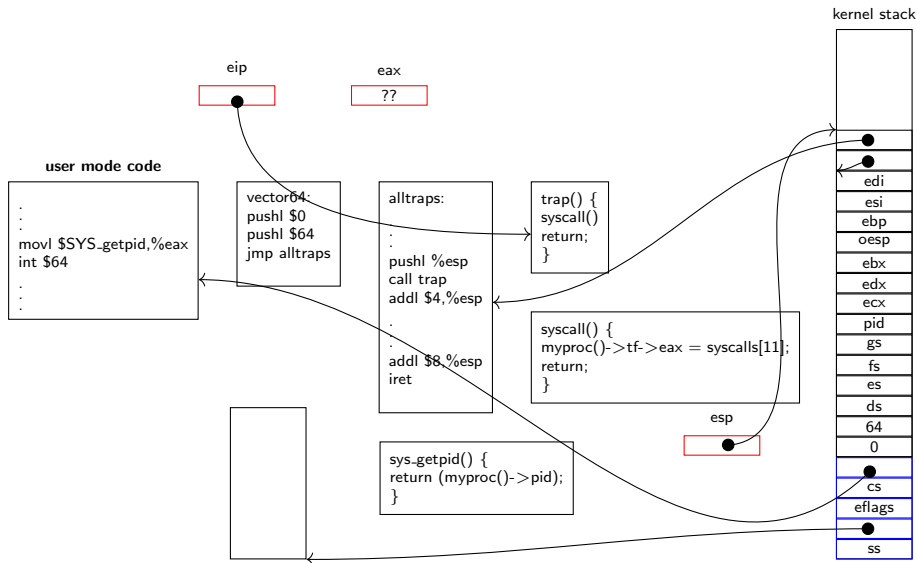 kernel stack
eip
eax
??
user mode code
.
.
.
movl $SYS_getpid,%eax
int $64
.
.
.
vector64:
pushl $0
pushl $64
jmp alltraps
alltraps:
.
.
pushl %esp
call trap
addl $4,%esp
.
.
.
addl $8,%esp
iret
trap() {
syscall()
return;
}
syscall() {
myproc()->tf->eax = syscalls[11];
return;
}
sys_getpid() {
return (myproc()->pid);
}
esp
edi
esi
ebp
oesp
ebx
edx
ecx
pid
gs
fs
es
ds
64
0
cs
eflags
ss